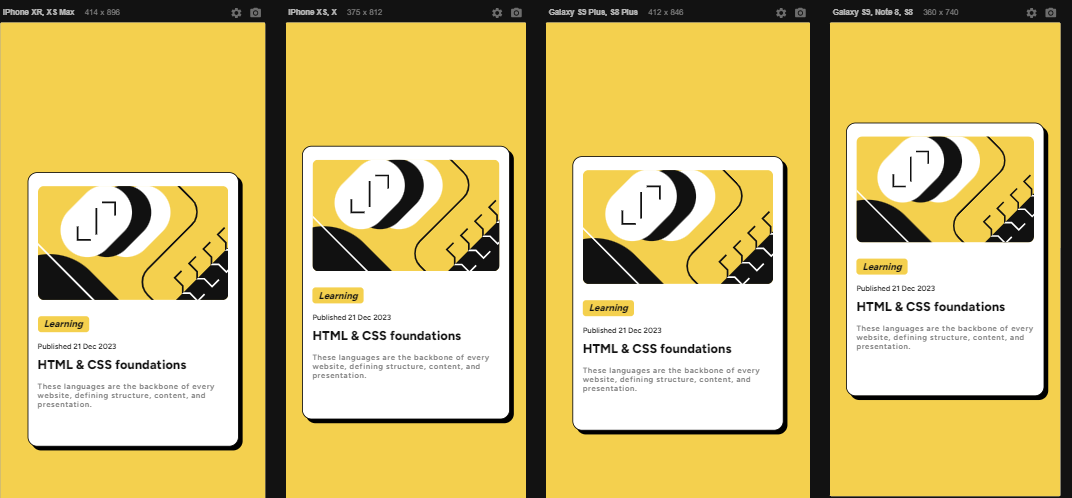 iPhone XR, XS Max 414 x 896
Learning
Published 21 Dec 2023
HTML & CSS foundations
These languages are the backbone of every
website, defining structure, content, and
presentation.
iPhone XS, X 375 x 812
Learning
Published 21 Dec 2023
HTML & CSS foundations
These languages are the backbone of every
website, defining structure, content, and
presentation.
Galaxy S9 Plus, S8 Plus 412 x 846
Learning
Published 21 Dec 2023
HTML & CSS foundations
These languages are the backbone of every
website, defining structure, content, and
presentation.
Galaxy S9, Note 8, S8 360 x 740
Learning
Published 21 Dec 2023
HTML & CSS foundations
These languages are the backbone of every
website, defining structure, content, and
presentation.